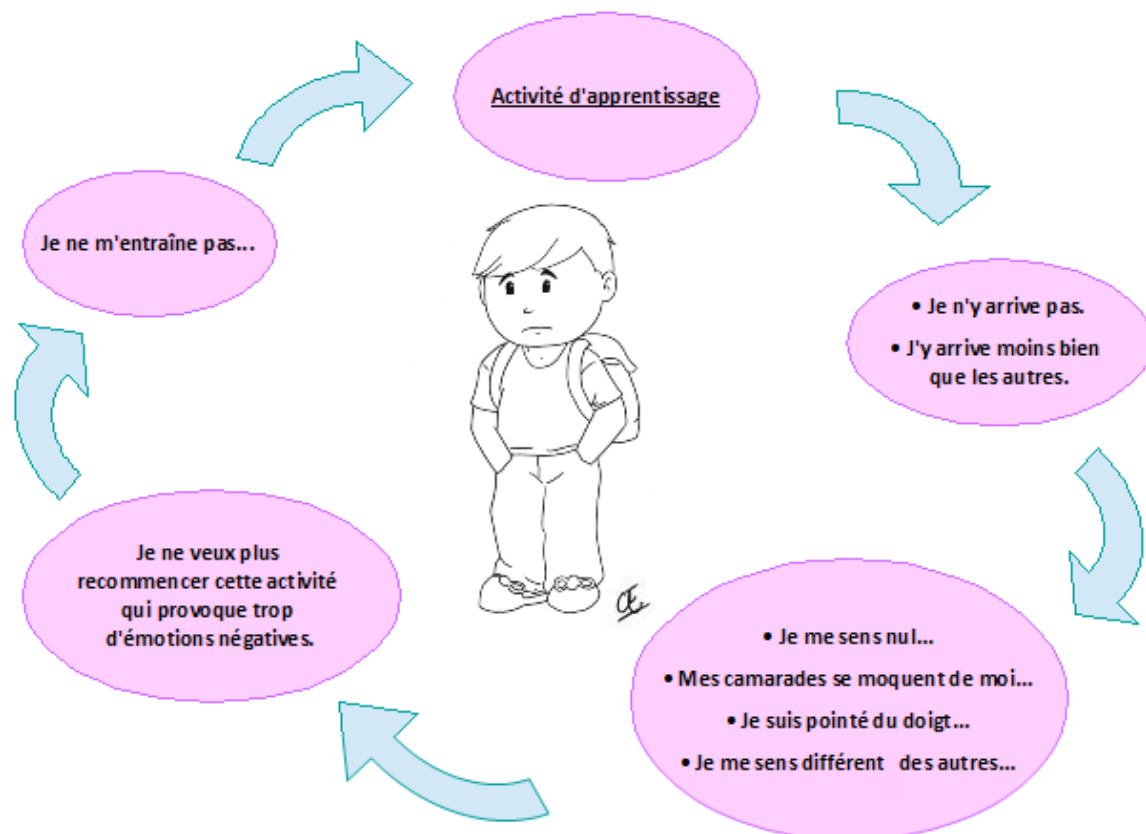 Activité d'apprentissage
• Je n'y arrive pas.
• J'y arrive moins bien
que les autres.
• Je me sens nul...
• Mes camarades se moquent de moi...
• Je suis pointé du doigt...
• Je me sens différent des autres...
Je ne veux plus
recommencer cette activité
qui provoque trop
d'émotions négatives.
Je ne m'entraîne pas...